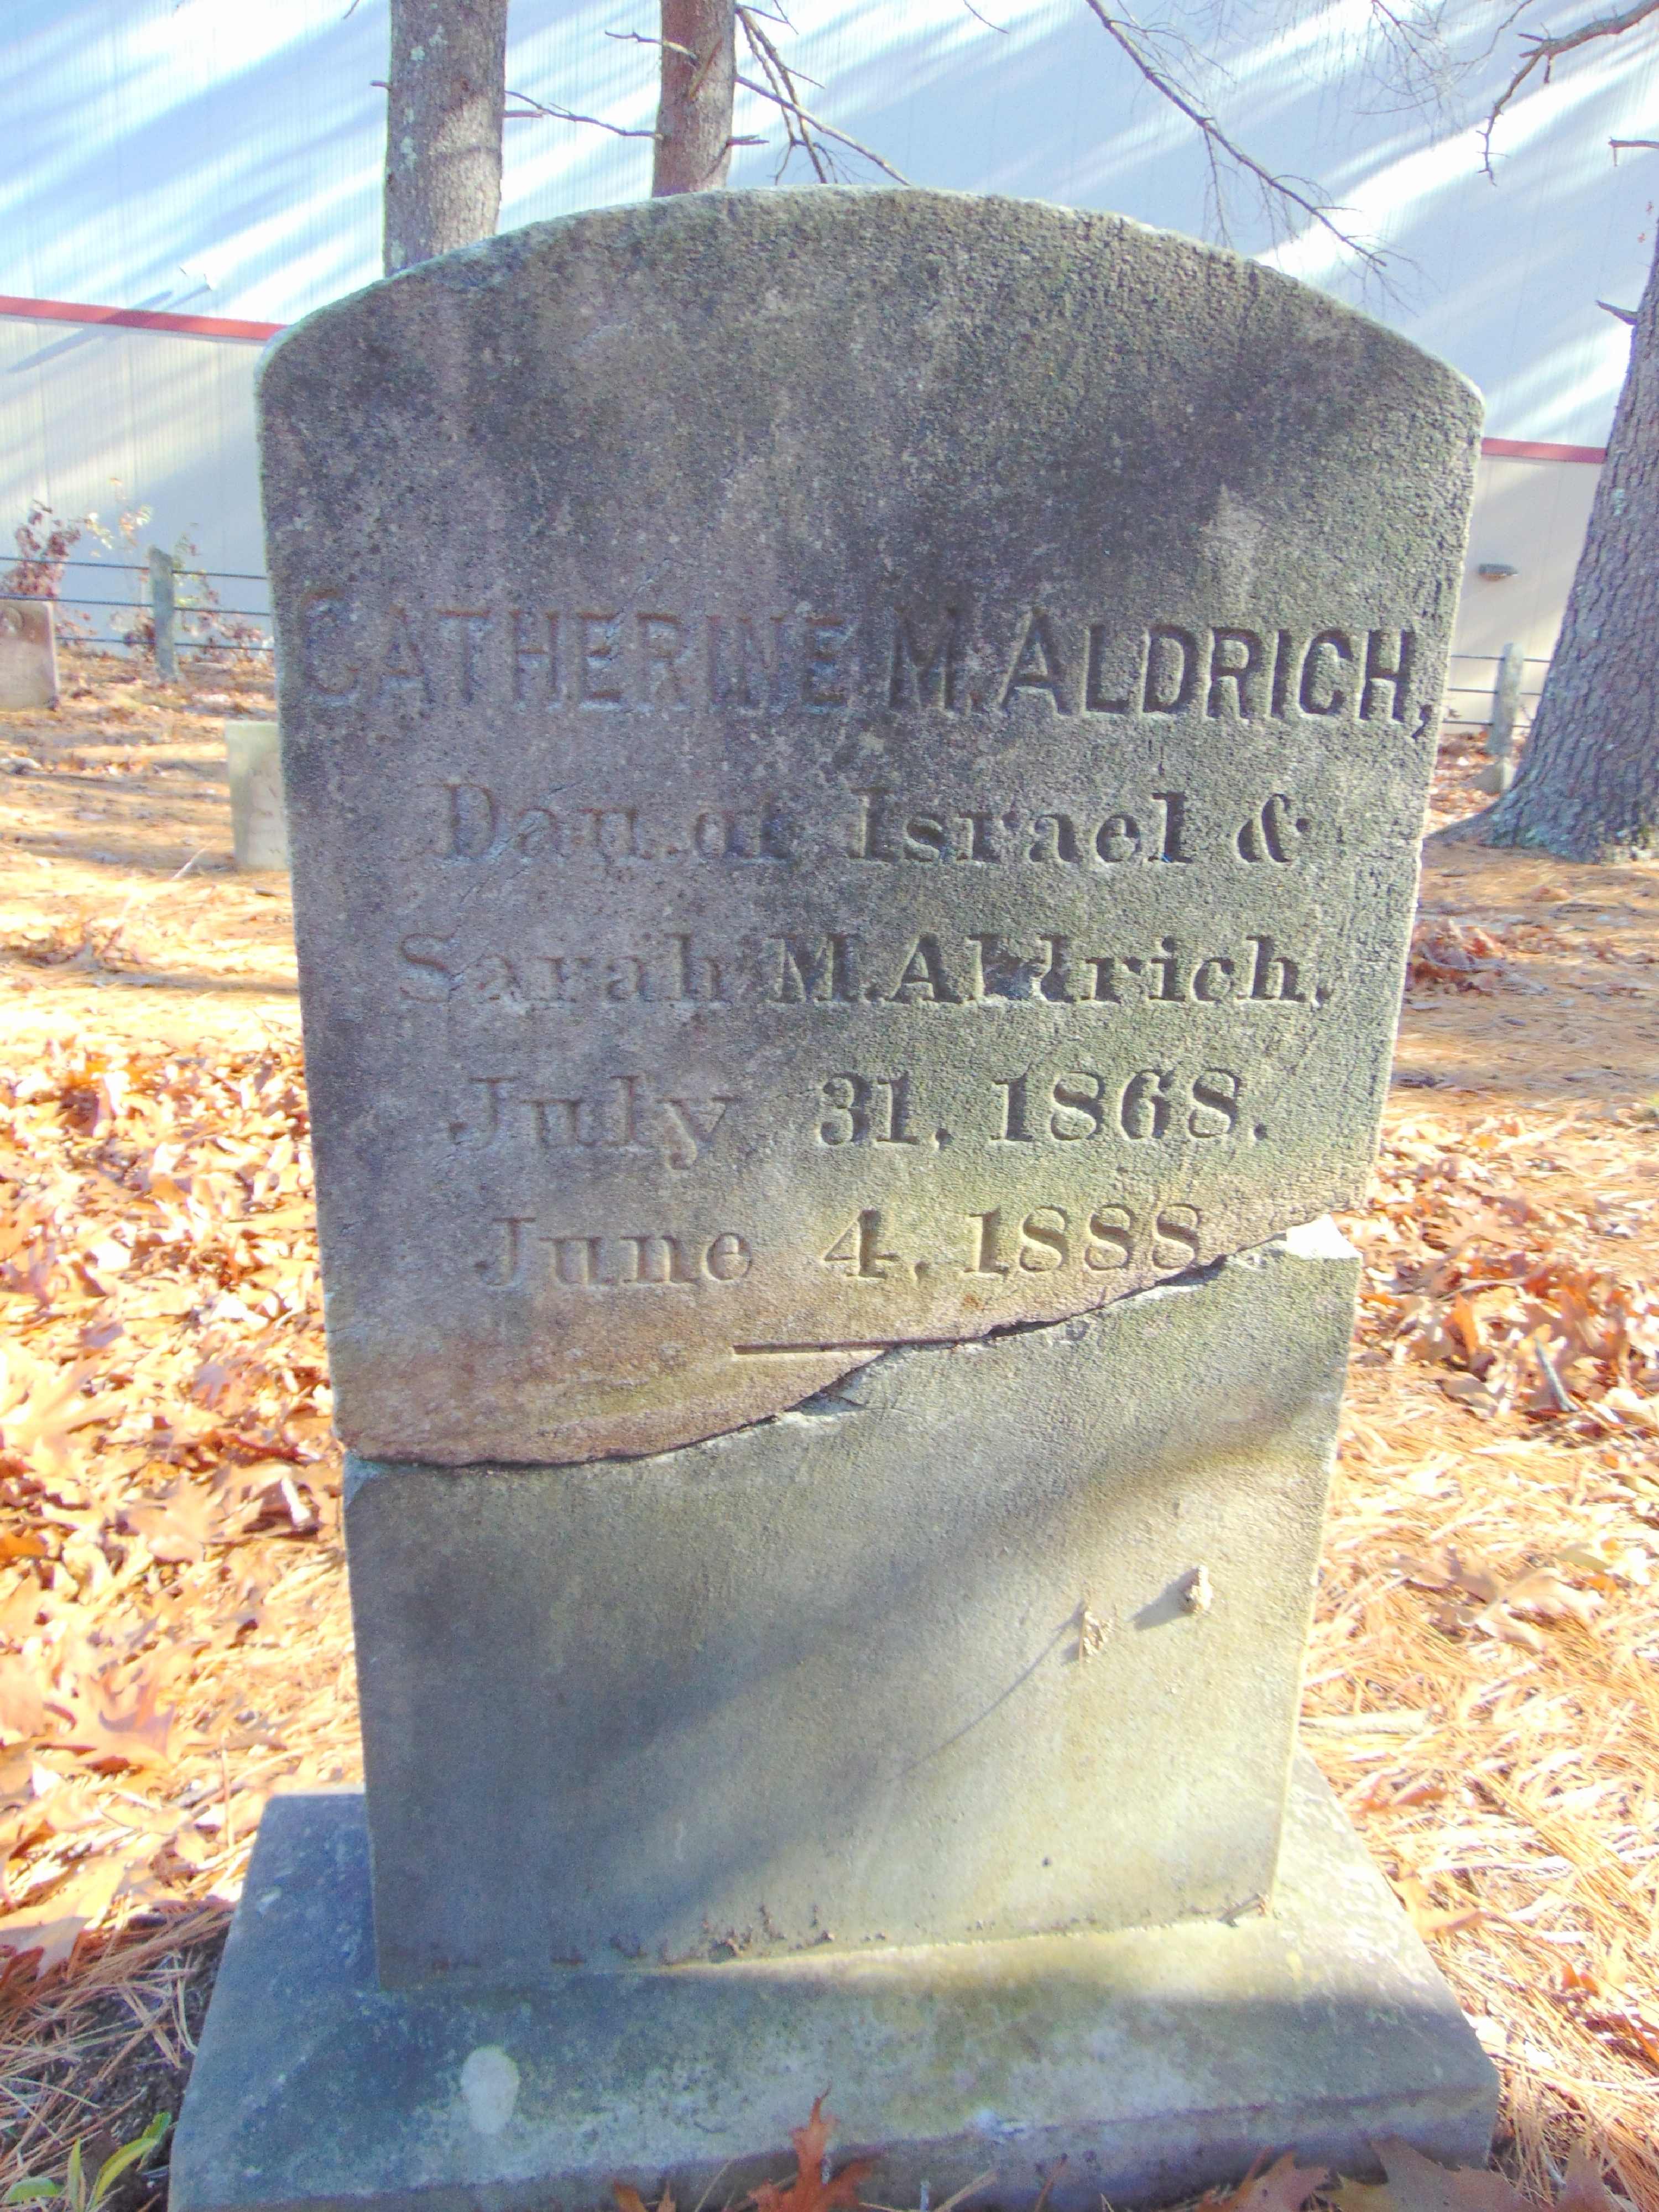 CATHERINE M. ALDRICH,
Dau. of Israel &
Sarah M. Aldrich,
July 31, 1868.
June 4, 1888